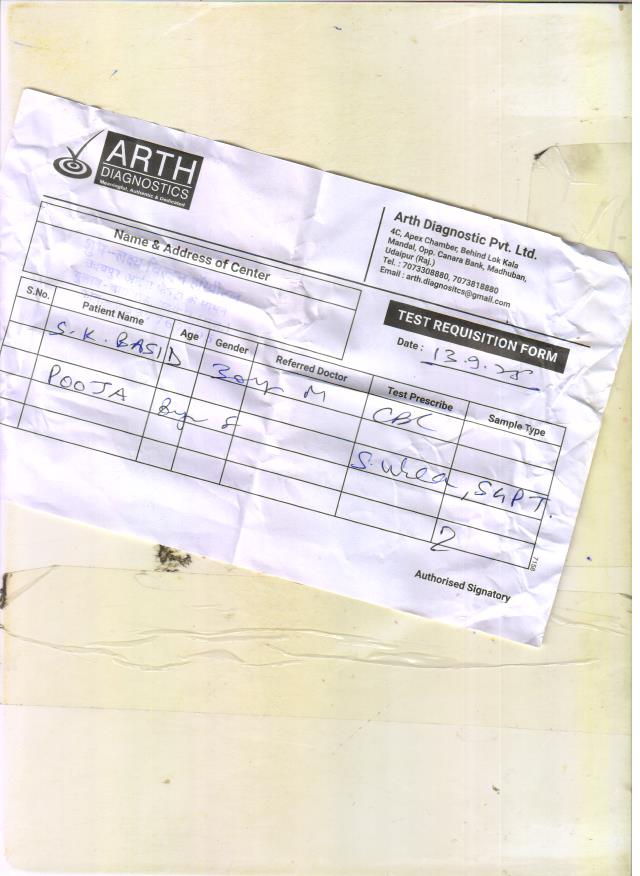 ARTH
DIAGNOSTICS
Meaningful, Authentic & Dedicated
Arth Diagnostic Pvt. Ltd.
4C, Apex Chamber, Behind Lok Kala
Mandal, Opp. Canara Bank, Madhuban,
Udaipur (Raj.)
Tel. : 7073308880, 7073818880
Email : arth.diagnositcs@gmail.com
Name & Address of Center
TEST REQUISITION FORM
Date : 13.9.25
S.No. Patient Name Age Gender Referred Doctor Test Prescribe Sample Type
S.K. BASID M CBC
POOJA
S. Urea, SGPT.
2
7150
Authorised Signatory